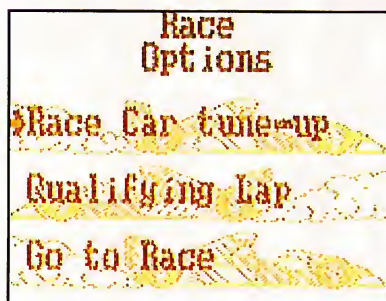 Race
Options
Race Car tune-up
Qualifying Lap
Go to Race